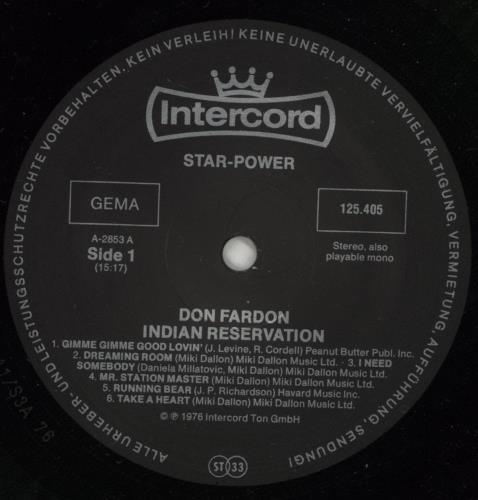 ALLE URHEBER- UND LEISTUNGSSCHUTZRECHTE VORBEHALTEN. KEIN VERLEIH! KEINE UNERLAUBTE VERVIELFÄLTIGUNG, VERMIETUNG, AUFFÜHRUNG, SENDUNG!
Intercord
STAR-POWER
GEMA
125.405
A-2853 A
Side 1
(15:17)
Stereo, also
playable mono
DON FARDON
INDIAN RESERVATION
1. GIMME GIMME GOOD LOVIN' (J. Levine, R. Cordell) Peanut Butter Publ. Inc.
2. DREAMING ROOM (Miki Dallon) Miki Dallon Music Ltd. · 3. I NEED
SOMEBODY (Daniela Millatovic, Miki Dallon) Miki Dallon Music Ltd.
4. MR. STATION MASTER (Miki Dallon) Miki Dallon Music Ltd.
5. RUNNING BEAR (J. P. Richardson) Havard Music Inc.
6. TAKE A HEART (Miki Dallon) Miki Dallon Music Ltd.
© ℗ 1976 Intercord Ton GmbH
ST 33